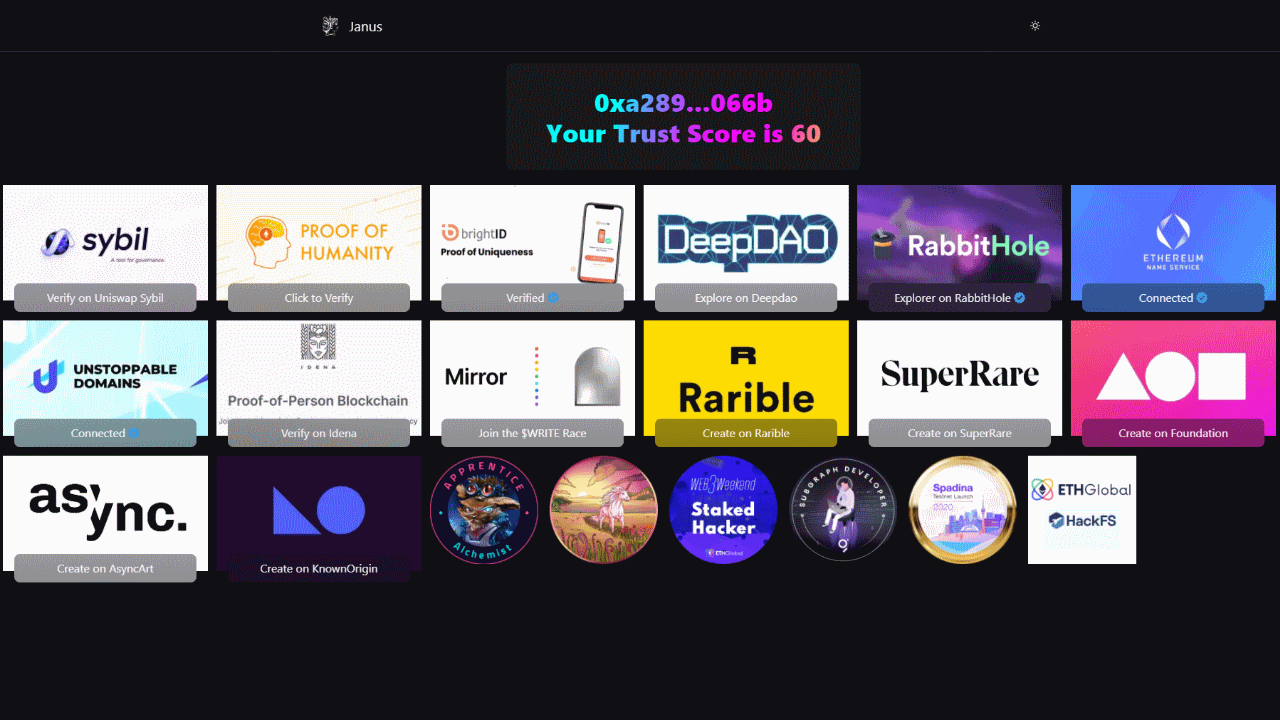 Janus
0xa289...066b
Your Trust Score is 60
sybil
A tool for governance.
Verify on Uniswap Sybil
PROOF OF
HUMANITY
Click to Verify
brightID
Proof of Uniqueness
Verified
DeepDAO
Explore on Deepdao
RabbitHole
Explorer on RabbitHole
ETHEREUM
NAME SERVICE
Connected
UNSTOPPABLE
DOMAINS
Connected
IDENA
Proof-of-Person Blockchain
Verify on Idena
Mirror
Join the $WRITE Race
R
Rarible
Create on Rarible
SuperRare
Create on SuperRare
Create on Foundation
async.
Create on AsyncArt
Create on KnownOrigin
APPRENTICE
Alchemist
WEB3Weekend
Staked
Hacker
ETHGlobal
SUBGRAPH DEVELOPER
Spadina
Testnet Launch
2020
ETHGlobal
HackFS